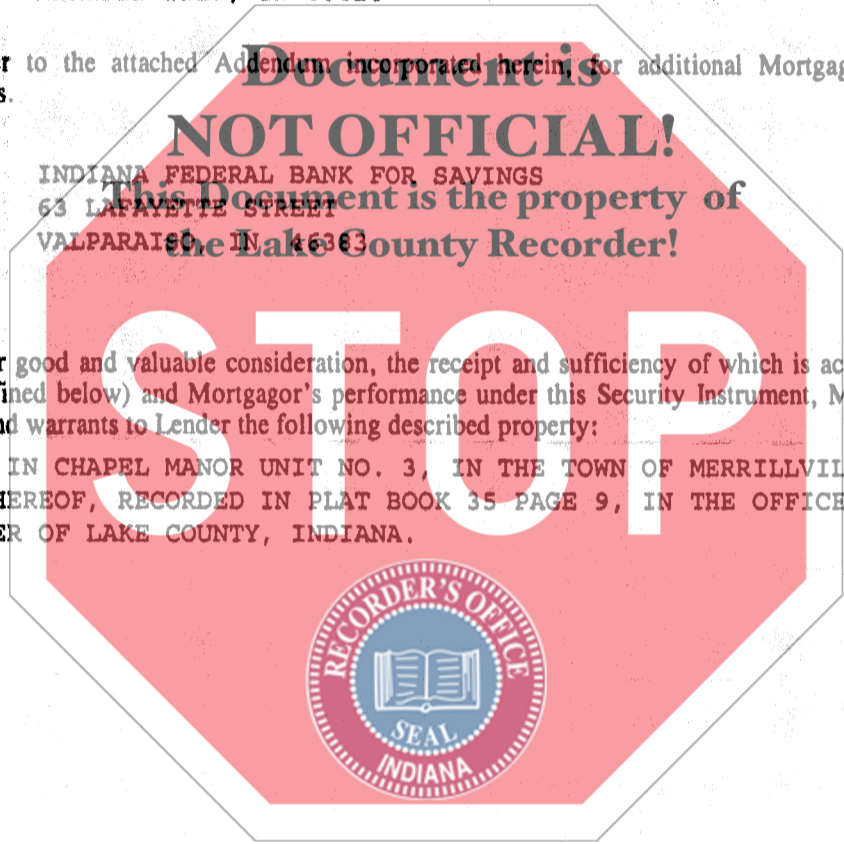 r to the attached Addendum incorporated herein, for additional Mortgag
s.
Document is
NOT OFFICIAL!
INDIANA FEDERAL BANK FOR SAVINGS
This Document is the property of
63 LAFAYETTE STREET
VALPARAISO, IN 46383
the Lake County Recorder!
STOP
r good and valuable consideration, the receipt and sufficiency of which is ac
ined below) and Mortgagor's performance under this Security Instrument, M
nd warrants to Lender the following described property:
IN CHAPEL MANOR UNIT NO. 3, IN THE TOWN OF MERRILLVIL
HEREOF, RECORDED IN PLAT BOOK 35 PAGE 9, IN THE OFFICE
ER OF LAKE COUNTY, INDIANA.
RECORDER'S OFFICE
SEAL
INDIANA